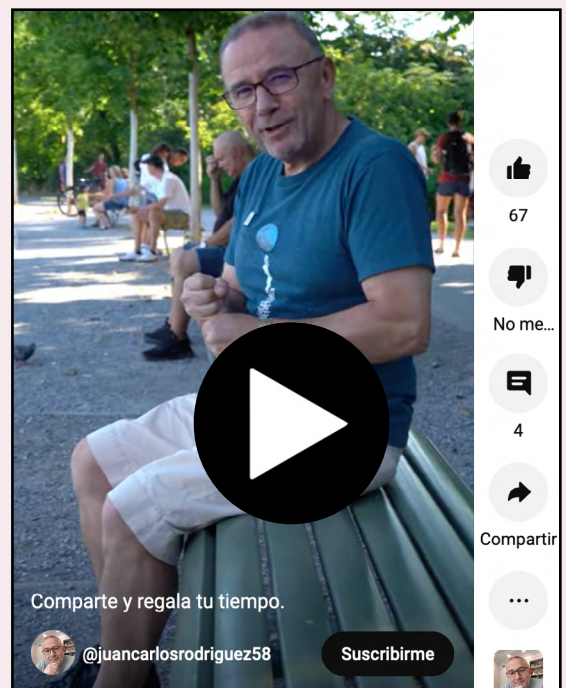 67
No me...
4
Compartir
Comparte y regala tu tiempo.
@juancarlosrodriguez58
Suscribirme